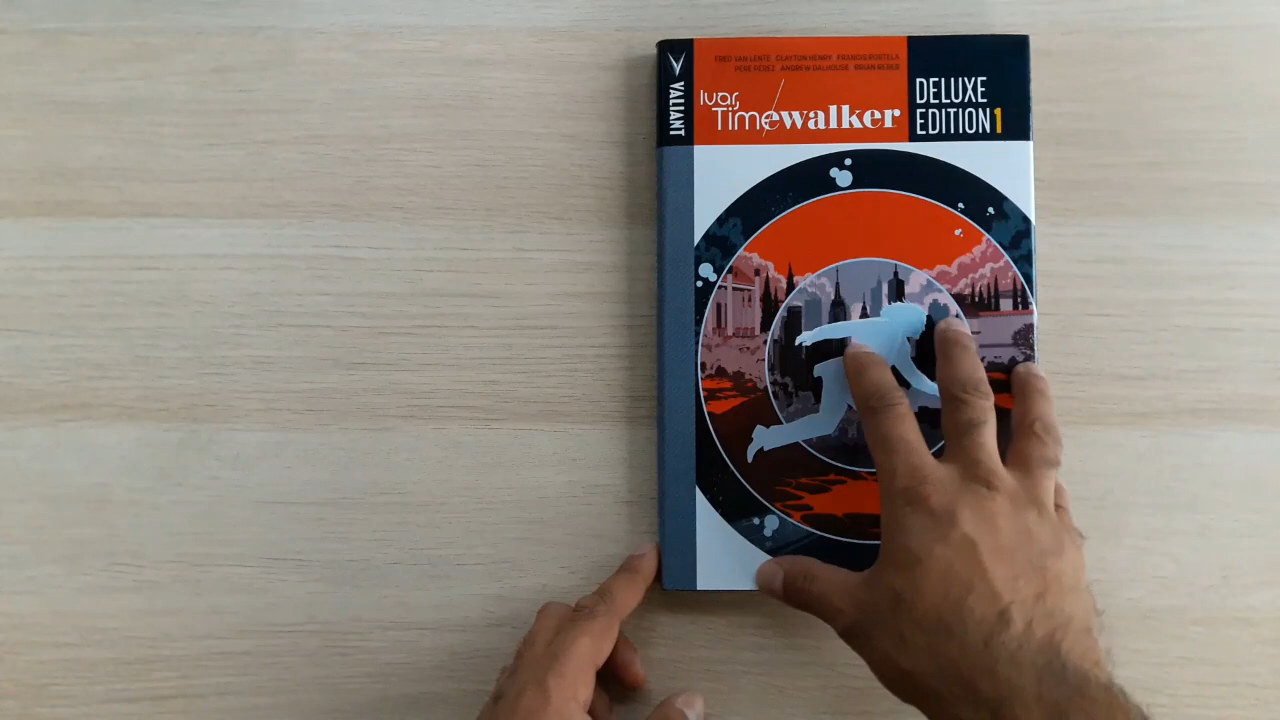 FRED VAN LENTE CLAYTON HENRY FRANCIS PORTELA
PERE PÉREZ ANDREW DALHOUSE BRIAN REBER
VALIANT
Ivar,
Timewalker
DELUXE
EDITION 1